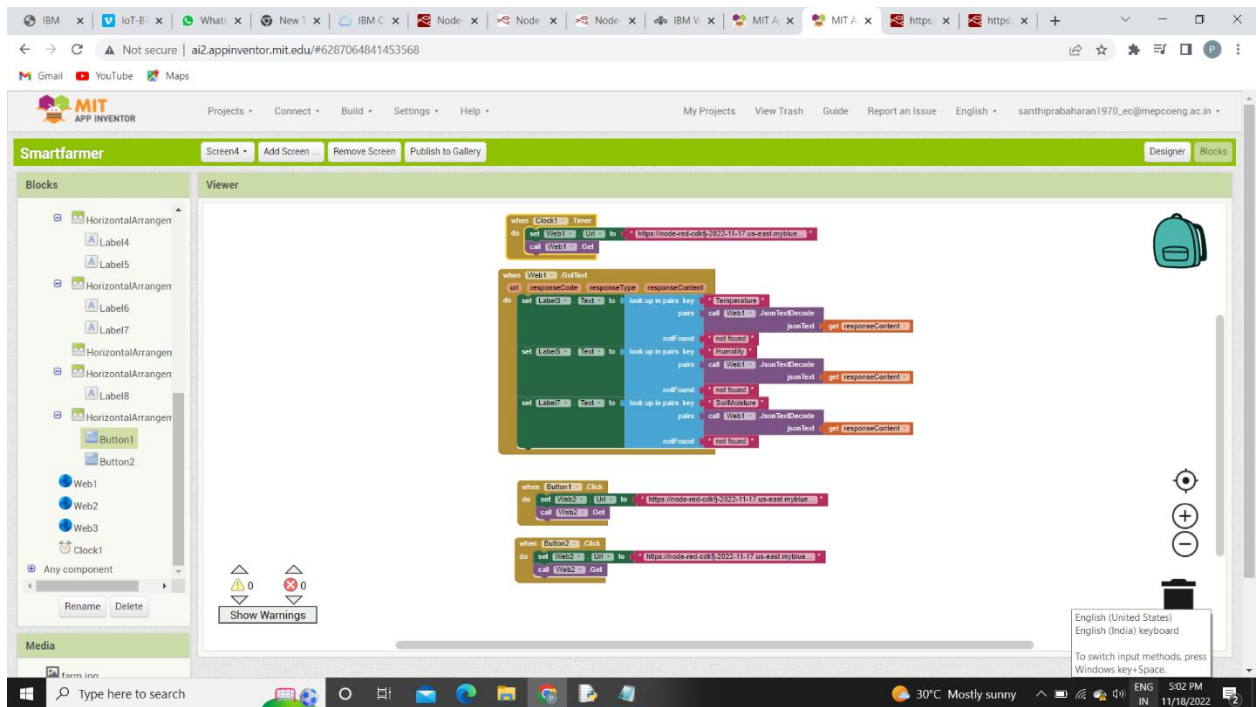 IBM
IoT-B
Whats
New T
IBM C
Node-
Node
Node-
IBM W
MIT A
MIT A
https:
https:
Not secure | ai2.appinventor.mit.edu/#6287064841453568
P
Gmail YouTube Maps
MIT
APP INVENTOR
Projects Connect Build Settings Help My Projects View Trash Guide Report an Issue English santhiprabaharan1970_ec@mepcoeng.ac.in
Smartfarmer Screen4 Add Screen ... Remove Screen Publish to Gallery Designer Blocks
Blocks Viewer
HorizontalArrangem
Label4
Label5
HorizontalArrangem
Label6
Label7
HorizontalArrangem
HorizontalArrangem
Label8
HorizontalArrangem
Button1
Button2
Web1
Web2
Web3
Clock1
Any component
Rename Delete
Media
farm.jpg
when Clock1 .Timer
do set Web1 . Url to " https://node-red-cdkfj-2022-11-17.us-east.myblue... "
call Web1 .Get
when Web1 .GotText
url responseCode responseType responseContent
do set Label3 . Text to look up in pairs key " Temperature "
pairs call Web1 .JsonTextDecode
jsonText get responseContent
notFound " not found "
set Label5 . Text to look up in pairs key " Humidity "
pairs call Web1 .JsonTextDecode
jsonText get responseContent
notFound " not found "
set Label7 . Text to look up in pairs key " SoilMoisture "
pairs call Web1 .JsonTextDecode
jsonText get responseContent
notFound " not found "
when Button1 .Click
do set Web2 . Url to " https://node-red-cdkfj-2022-11-17.us-east.myblue... "
call Web2 .Get
when Button2 .Click
do set Web2 . Url to " https://node-red-cdkfj-2022-11-17.us-east.myblue... "
call Web2 .Get
0 0
Show Warnings
English (United States)
English (India) keyboard
To switch input methods, press
Windows key+Space.
Type here to search
30°C Mostly sunny
ENG
IN
5:02 PM
11/18/2022
2